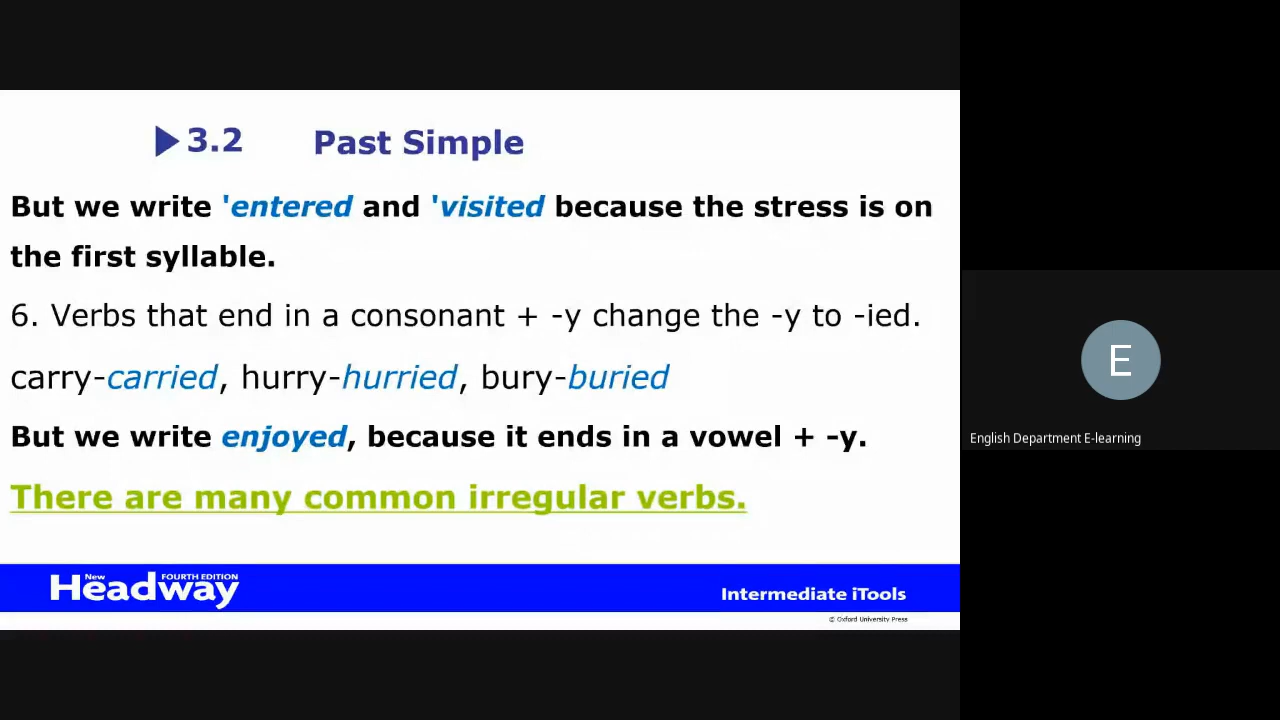 3.2 Past Simple
But we write 'entered and 'visited because the stress is on
the first syllable.
6. Verbs that end in a consonant + -y change the -y to -ied.
carry-carried, hurry-hurried, bury-buried
But we write enjoyed, because it ends in a vowel + -y.
There are many common irregular verbs.
New Headway FOURTH EDITION
Intermediate iTools
© Oxford University Press
E
English Department E-learning